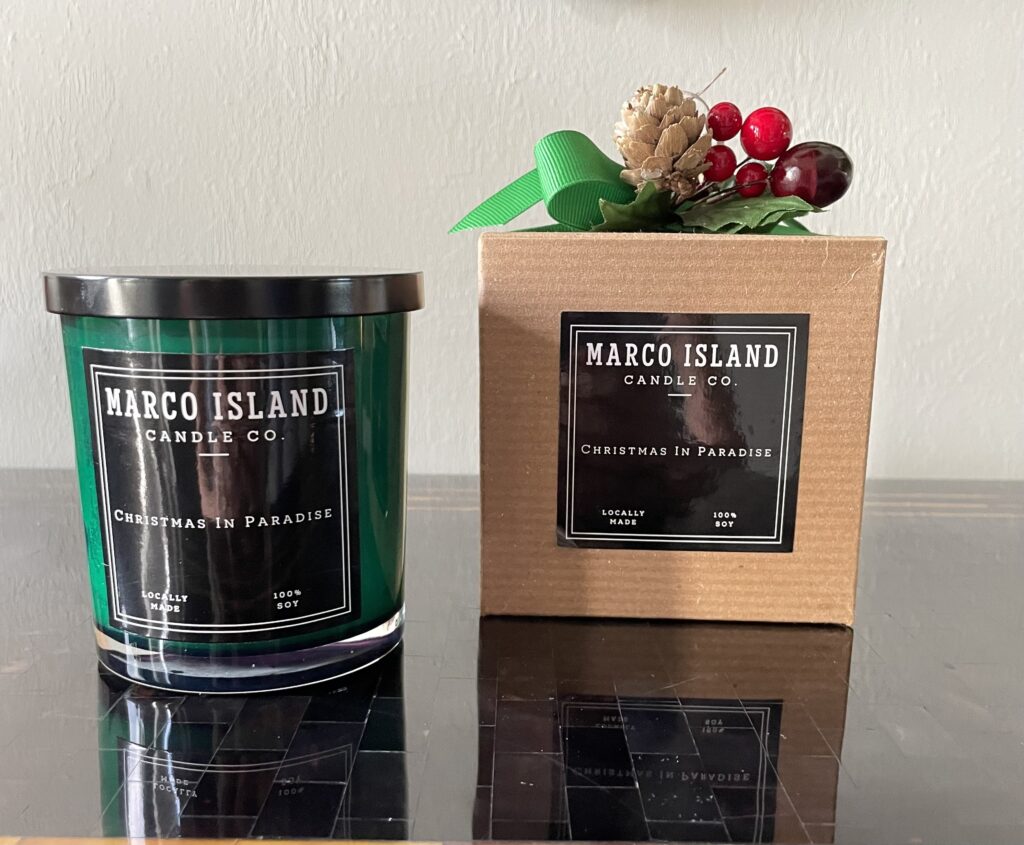 MARCO ISLAND
CANDLE CO.
CHRISTMAS IN PARADISE
LOCALLY
MADE
100%
SOY
MARCO ISLAND
CANDLE CO.
CHRISTMAS IN PARADISE
LOCALLY
MADE
100%
SOY